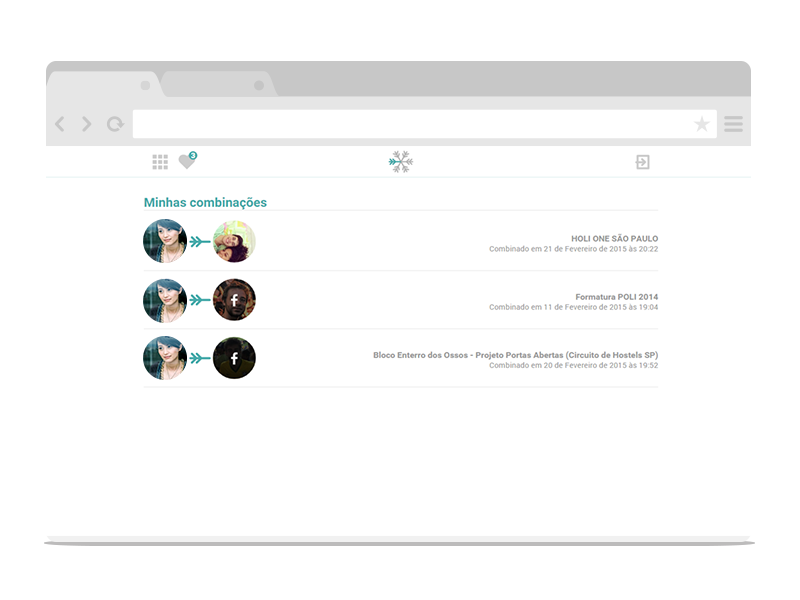 3
Minhas combinações
HOLI ONE SÃO PAULO
Combinado em 21 de Fevereiro de 2015 às 20:22
f
Formatura POLI 2014
Combinado em 11 de Fevereiro de 2015 às 19:04
f
Bloco Enterro dos Ossos - Projeto Portas Abertas (Circuito de Hostels SP)
Combinado em 20 de Fevereiro de 2015 às 19:52